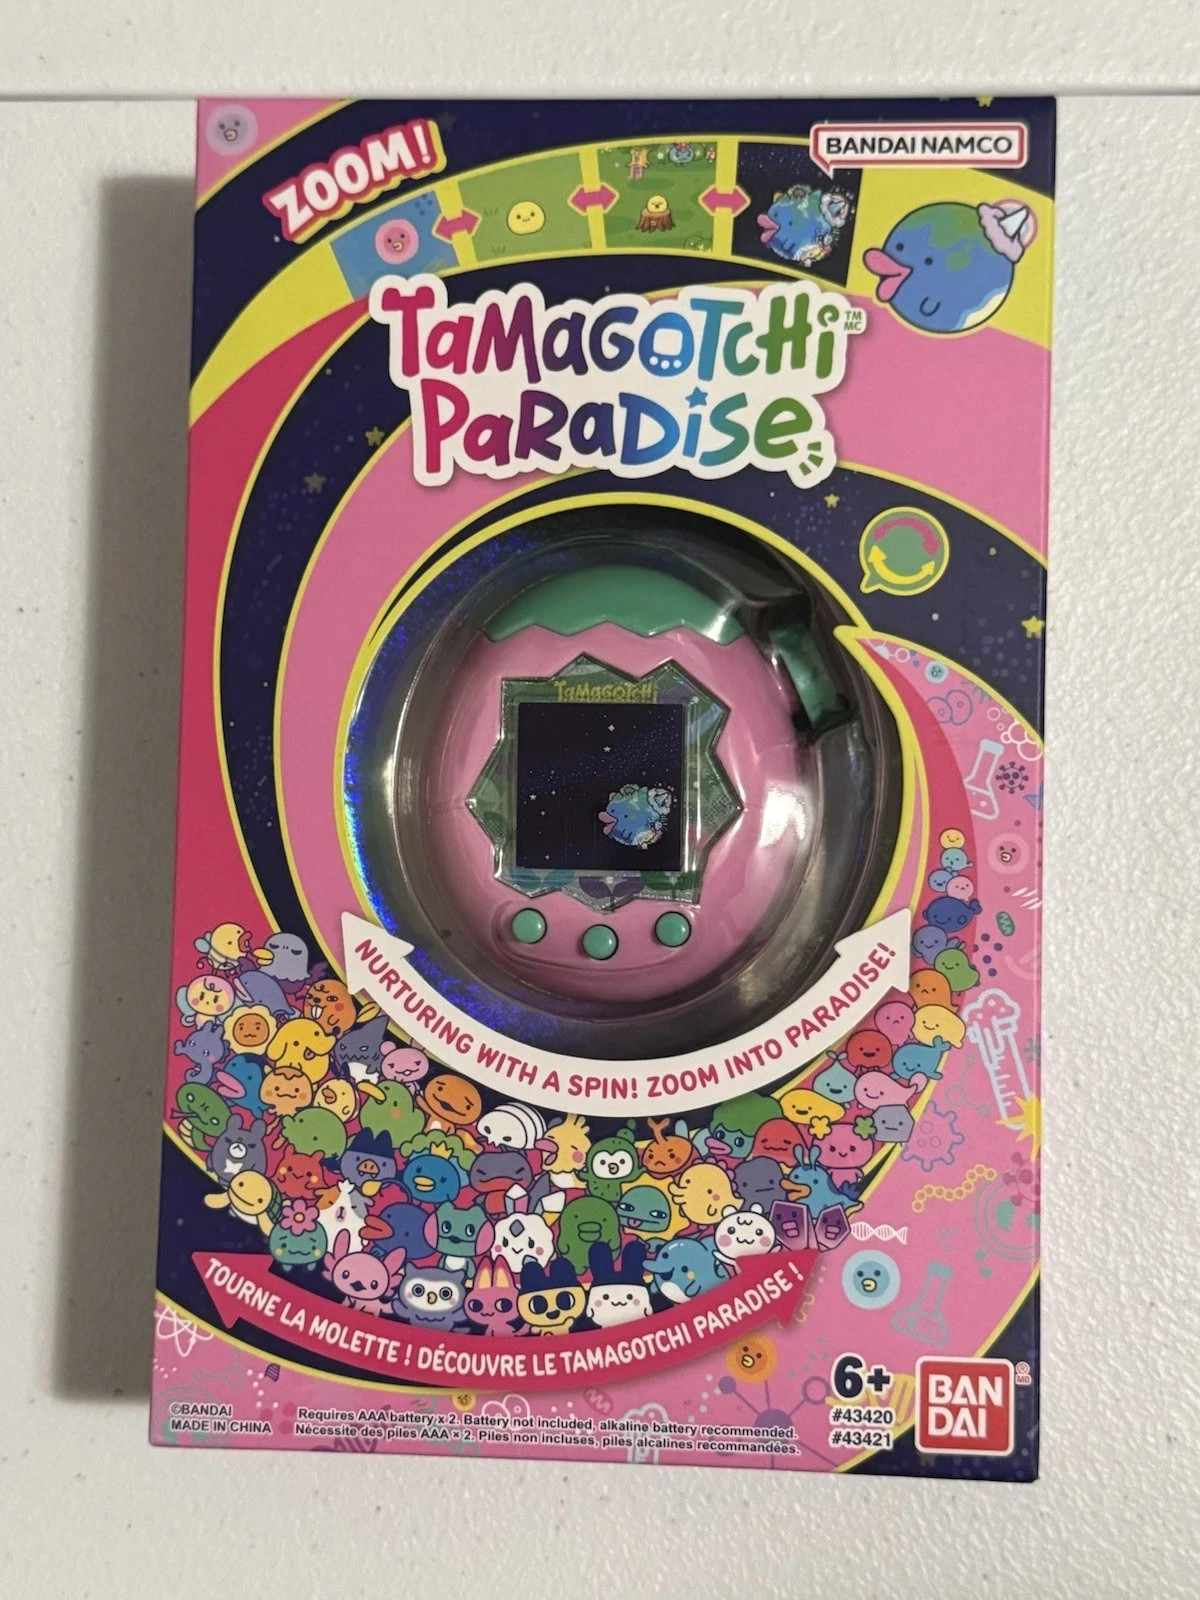 ZOOM!
BANDAI NAMCO
TaMaGOTCHi
TM
MC
PaRaDiSe
TaMaGOTCHi
NURTURING WITH A SPIN! ZOOM INTO PARADISE!
TOURNE LA MOLETTE ! DÉCOUVRE LE TAMAGOTCHI PARADISE !
©BANDAI
MADE IN CHINA
Requires AAA battery x 2. Battery not included, alkaline battery recommended.
Nécessite des piles AAA × 2. Piles non incluses, piles alcalines recommandées.
6+
#43420
#43421
BAN
DAI
MD